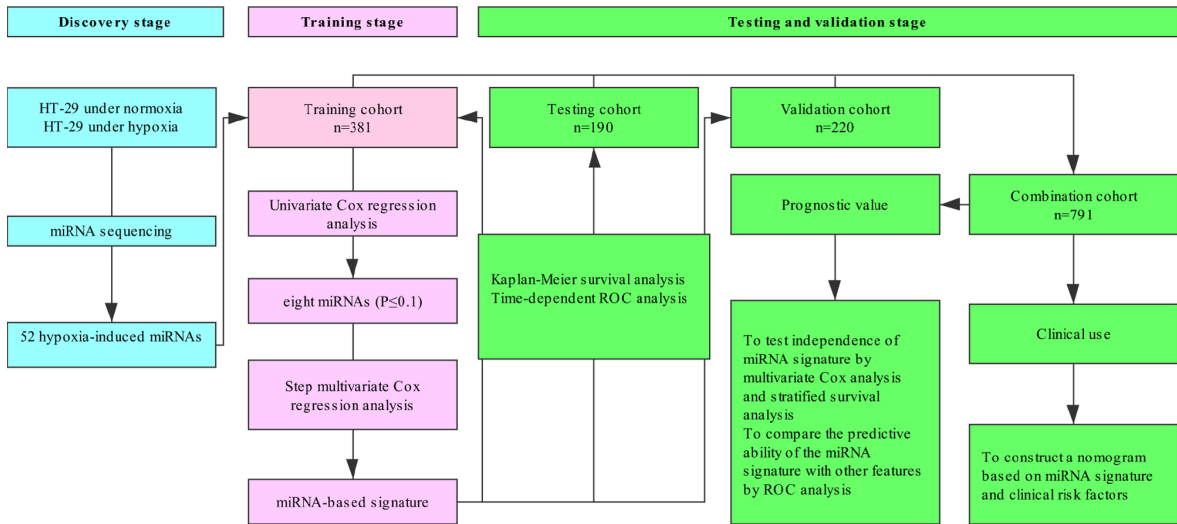 Discovery stage
Training stage
Testing and validation stage
HT-29 under normoxia
HT-29 under hypoxia
miRNA sequencing
52 hypoxia-induced miRNAs
Training cohort
n=381
Univariate Cox regression
analysis
eight miRNAs (P≤0.1)
Step multivariate Cox
regression analysis
miRNA-based signature
Testing cohort
n=190
Kaplan-Meier survival analysis
Time-dependent ROC analysis
Validation cohort
n=220
Prognostic value
To test independence of
miRNA signature by
multivariate Cox analysis
and stratified survival
analysis
To compare the predictive
ability of the miRNA
signature with other features
by ROC analysis
Combination cohort
n=791
Clinical use
To construct a nomogram
based on miRNA signature
and clinical risk factors